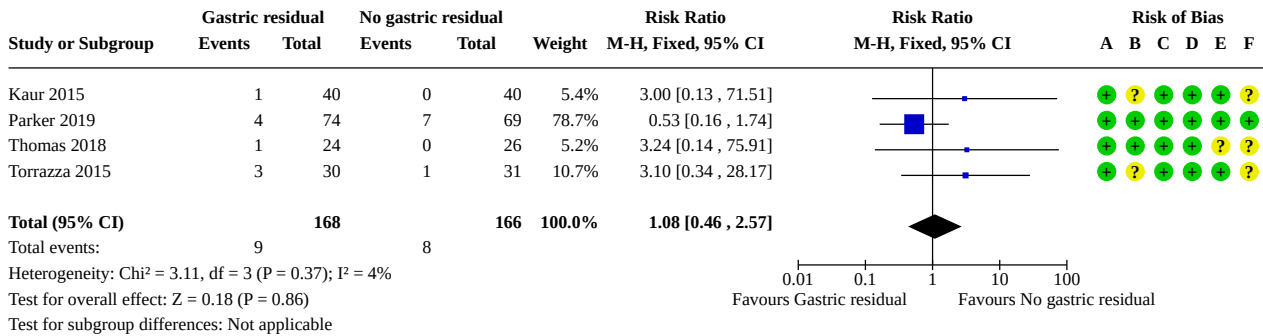 Gastric residual No gastric residual Risk Ratio Risk Ratio Risk of Bias
Study or Subgroup Events Total Events Total Weight M-H, Fixed, 95% CI M-H, Fixed, 95% CI A B C D E F
Kaur 2015 1 40 0 40 5.4% 3.00 [0.13 , 71.51] + ? + + + ?
Parker 2019 4 74 7 69 78.7% 0.53 [0.16 , 1.74] + + + + + +
Thomas 2018 1 24 0 26 5.2% 3.24 [0.14 , 75.91] + + + + ? ?
Torrazza 2015 3 30 1 31 10.7% 3.10 [0.34 , 28.17] + ? + + + ?
Total (95% CI) 168 166 100.0% 1.08 [0.46 , 2.57]
Total events: 9 8
Heterogeneity: Chi² = 3.11, df = 3 (P = 0.37); I² = 4%
0.01 0.1 1 10 100
Test for overall effect: Z = 0.18 (P = 0.86)
Favours Gastric residual Favours No gastric residual
Test for subgroup differences: Not applicable